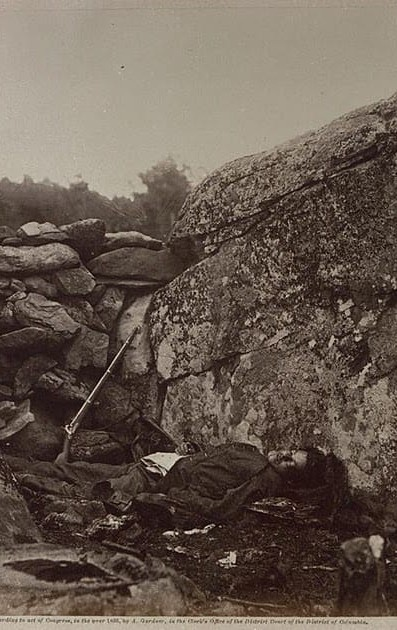 ording to act of Congress, in the year 1865, by A. Gardner, in the Clerk's Office of the District Court of the District of Columbia.